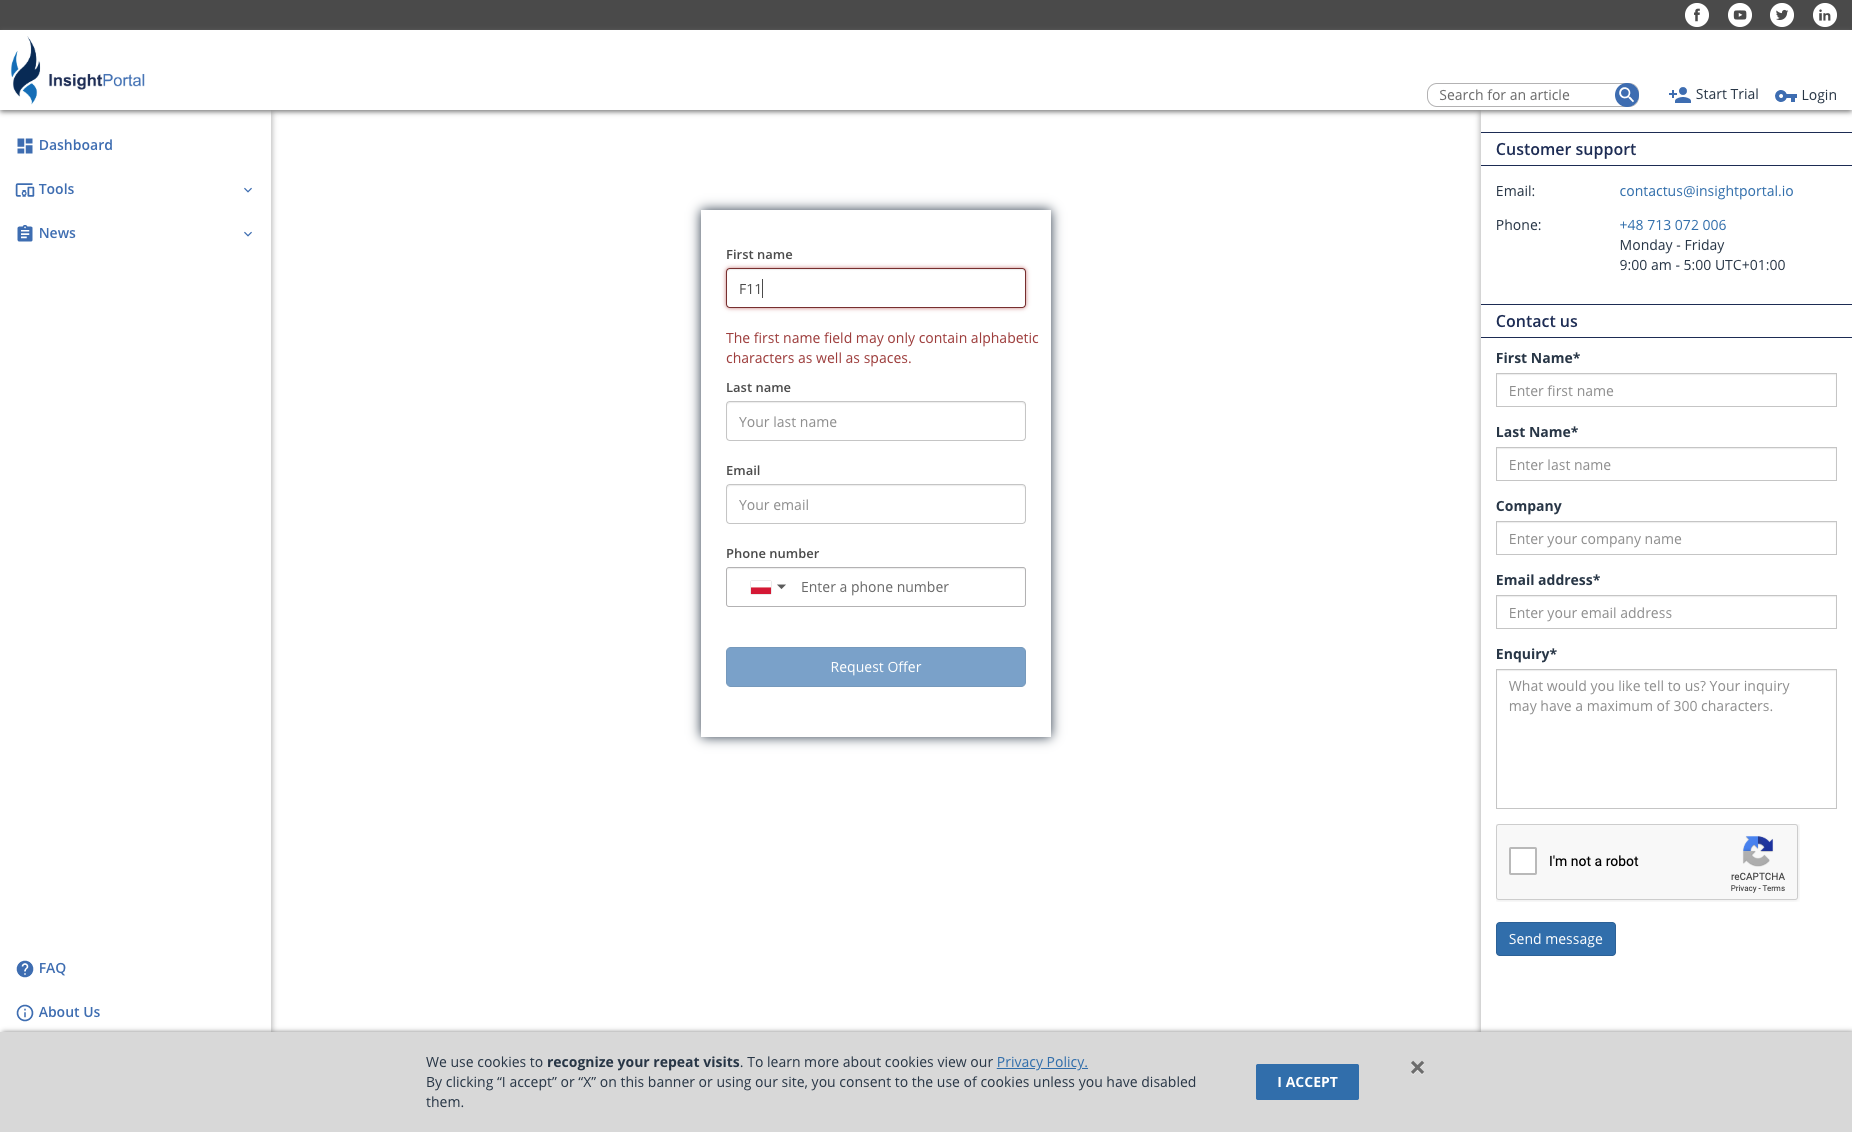 InsightPortal
Search for an article
Start Trial
Login
Dashboard
Tools
News
FAQ
About Us
First name
F11
The first name field may only contain alphabetic
characters as well as spaces.
Last name
Your last name
Email
Your email
Phone number
Enter a phone number
Request Offer
Customer support
Email: contactus@insightportal.io
Phone: +48 713 072 006
Monday - Friday
9:00 am - 5:00 UTC+01:00
Contact us
First Name*
Enter first name
Last Name*
Enter last name
Company
Enter your company name
Email address*
Enter your email address
Enquiry*
What would you like tell to us? Your inquiry
may have a maximum of 300 characters.
I'm not a robot
reCAPTCHA
Privacy - Terms
Send message
We use cookies to recognize your repeat visits. To learn more about cookies view our Privacy Policy.
By clicking “I accept” or “X” on this banner or using our site, you consent to the use of cookies unless you have disabled
them.
I ACCEPT